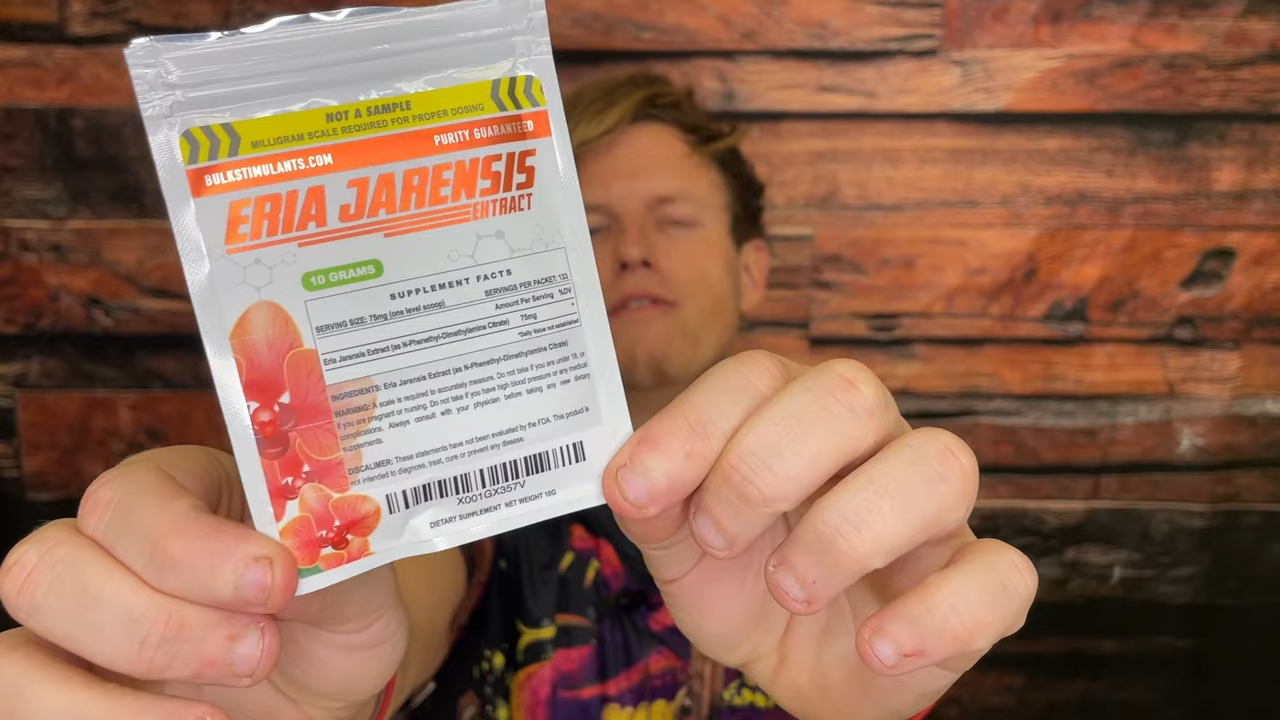 NOT A SAMPLE
MILLIGRAM SCALE REQUIRED FOR PROPER DOSING
BULKSTIMULANTS.COM PURITY GUARANTEED
ERIA JARENSIS
EXTRACT
10 GRAMS
SUPPLEMENT FACTS
SERVING SIZE: 75mg (one level scoop) SERVINGS PER PACKET: 133
Amount Per Serving %DV
Eria Jarensis Extract (as N-Phenethyl-Dimethylamine Citrate) 75mg *
*Daily Value not established
INGREDIENTS: Eria Jarensis Extract (as N-Phenethyl-Dimethylamine Citrate)
WARNING: A scale is required to accurately measure. Do not take if you are under 18, or
if you are pregnant or nursing. Do not take if you have high blood pressure or any medical
complications. Always consult with your physician before taking any new dietary
supplements.
DISCALIMER: These statements have not been evaluated by the FDA. This product is
not intended to diagnose, treat, cure or prevent any disease.
X001GX357V
DIETARY SUPPLEMENT NET WEIGHT 10G